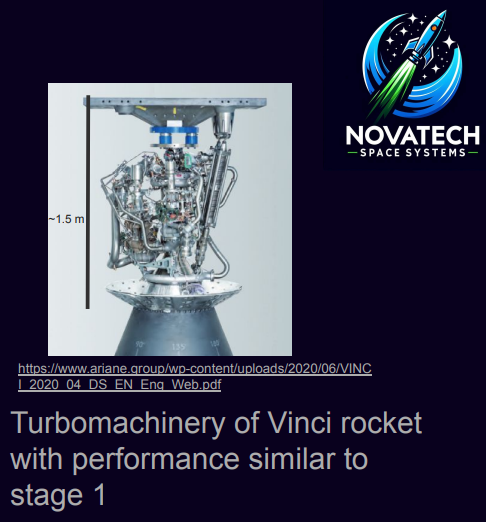 NOVATECH
SPACE SYSTEMS
~1.5 m
https://www.ariane.group/wp-content/uploads/2020/06/VINC
I_2020_04_DS_EN_Eng_Web.pdf
Turbomachinery of Vinci rocket
with performance similar to
stage 1